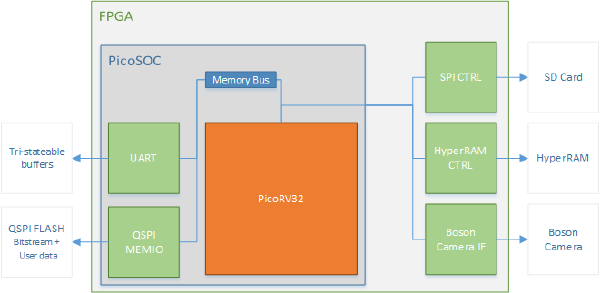 FPGA
PicoSOC
Memory Bus
SPI CTRL
SD Card
Tri-stateable
buffers
UART
PicoRV32
HyperRAM
CTRL
HyperRAM
QSPI FLASH
Bitstream +
User data
QSPI
MEMIO
Boson
Camera IF
Boson
Camera